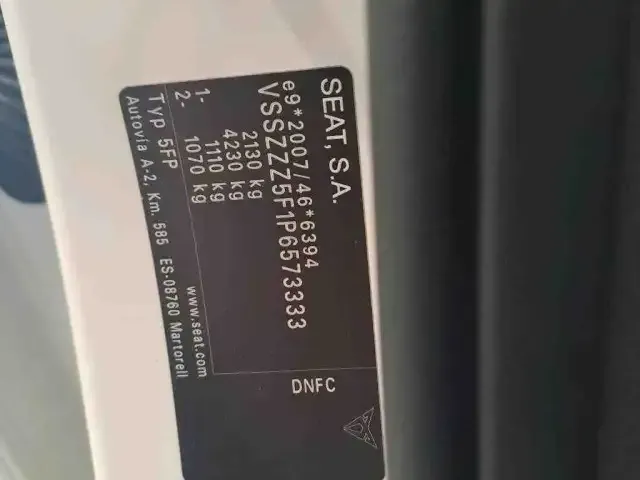 SEAT, S.A.
e9*2007/46*6394
VSSZZZ5F1P6573333
2130 kg
4230 kg
1- 1110 kg
2- 1070 kg
Typ 5FP
www.seat.com
Autovía A-2, Km. 585 ES-08760 Martorell
DNFC